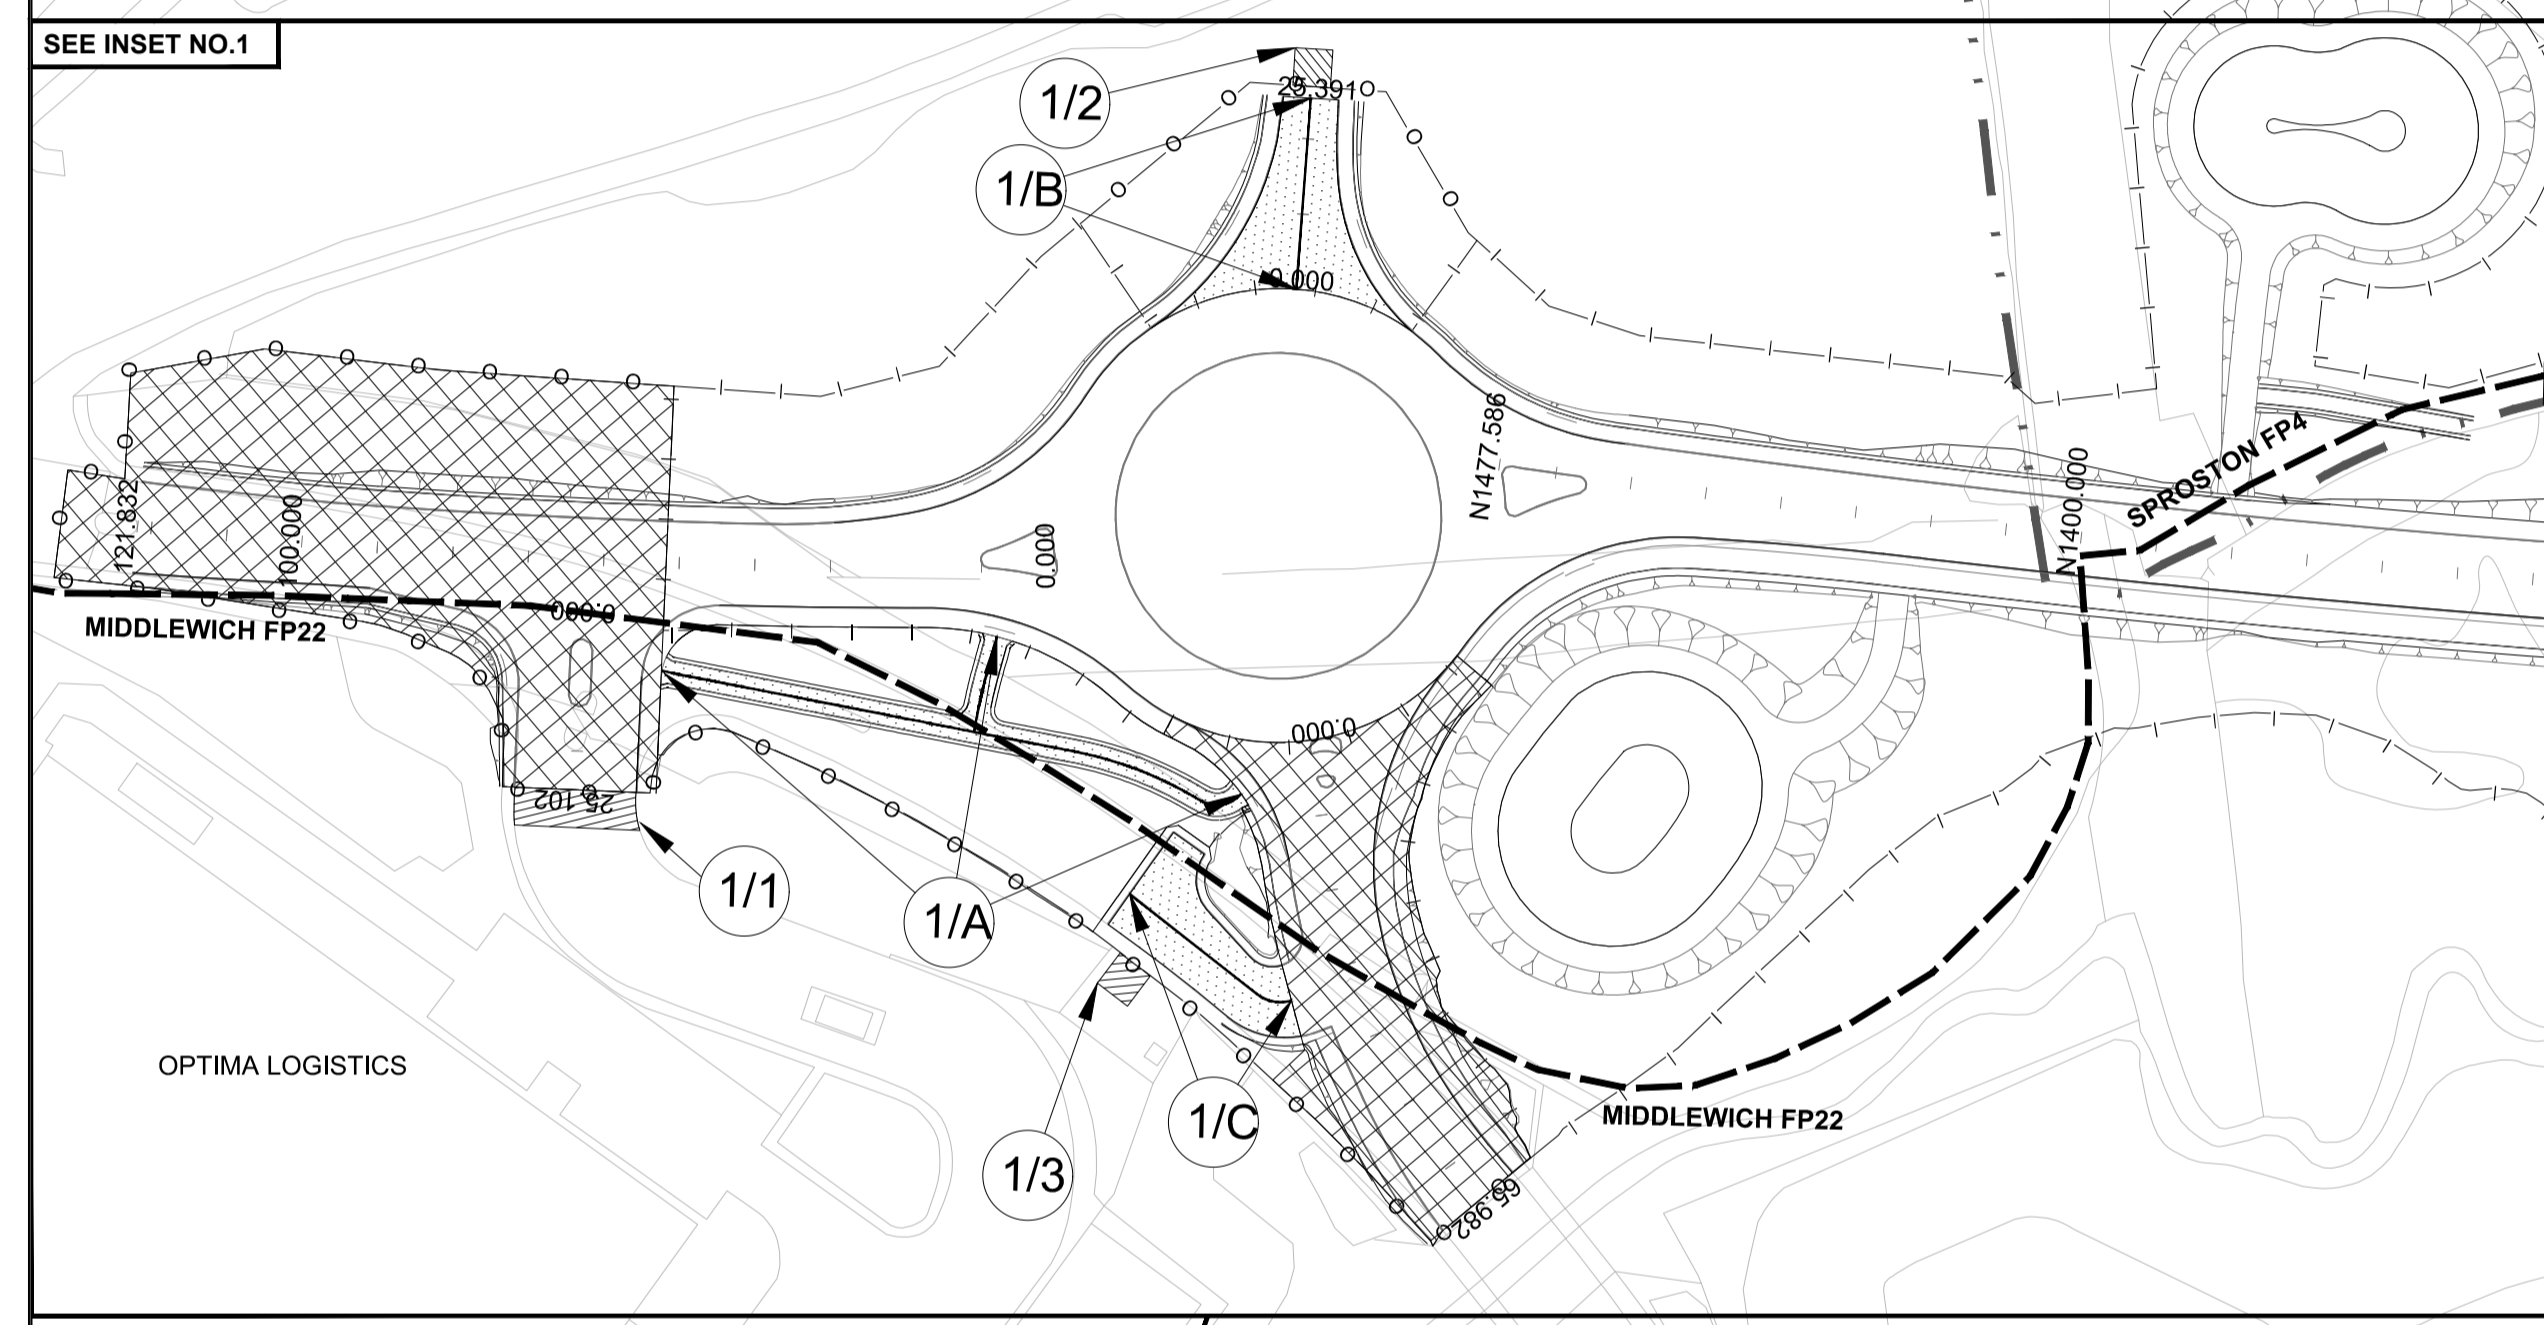 SEE INSET NO.1
1/2
25.391
1/B
0.000
N1477.586
SPROSTON FP4
N1400.000
121.832
100.000
0.000
0.000
MIDDLEWICH FP22
0.000
25.102
1/1
1/A
OPTIMA LOGISTICS
1/C
1/3
MIDDLEWICH FP22
65.982